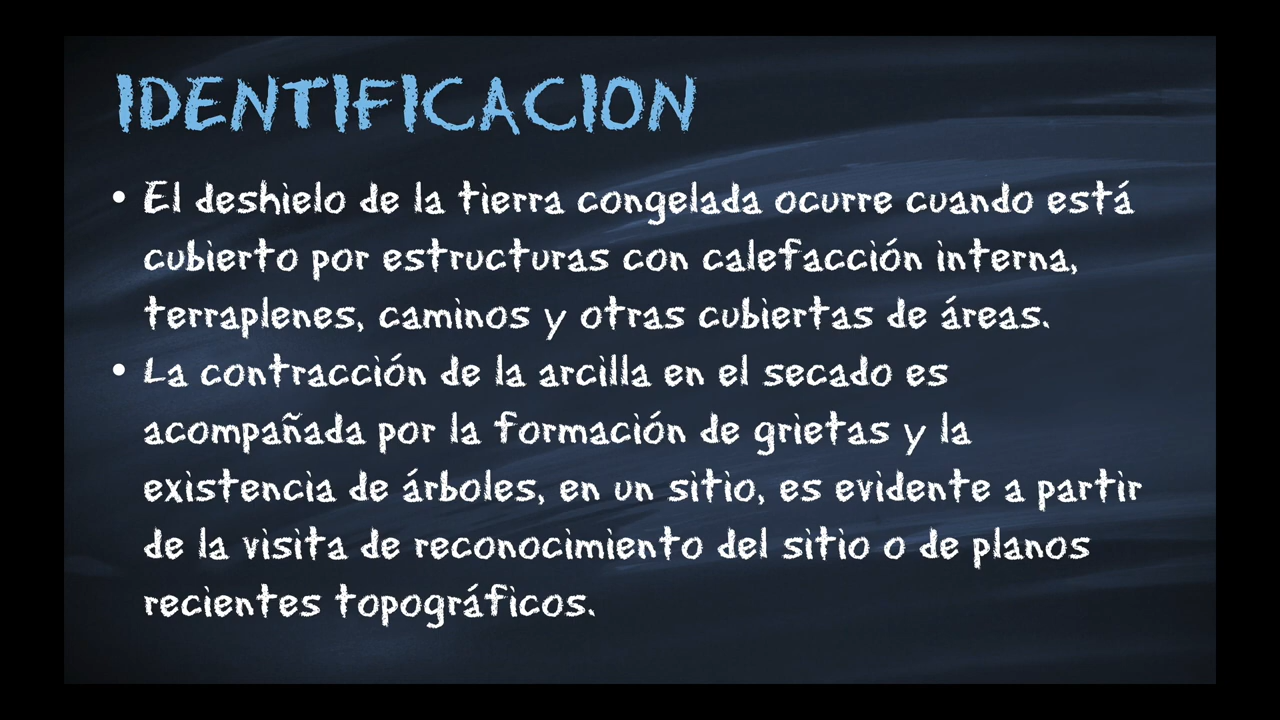 IDENTIFICACION
• El deshielo de la tierra congelada ocurre cuando está
cubierto por estructuras con calefacción interna,
terraplenes, caminos y otras cubiertas de áreas.
• La contracción de la arcilla en el secado es
acompañada por la formación de grietas y la
existencia de árboles, en un sitio, es evidente a partir
de la visita de reconocimiento del sitio o de planos
recientes topográficos.